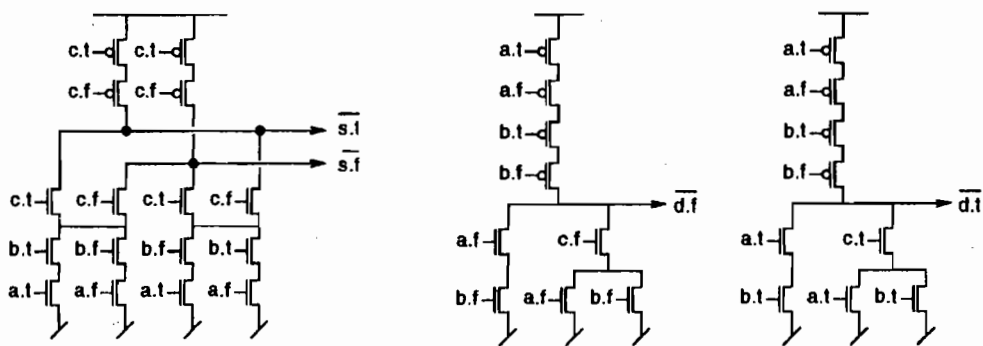 c.t c.t
c.f c.f
s.t
s.f
c.t c.f c.t c.f
b.t b.f b.f b.t
a.t a.f a.t a.f
a.t
a.f
b.t
b.f
d.f
a.f c.f
b.f a.f b.f
a.t
a.f
b.t
b.f
d.t
a.t c.t
b.t a.t b.t